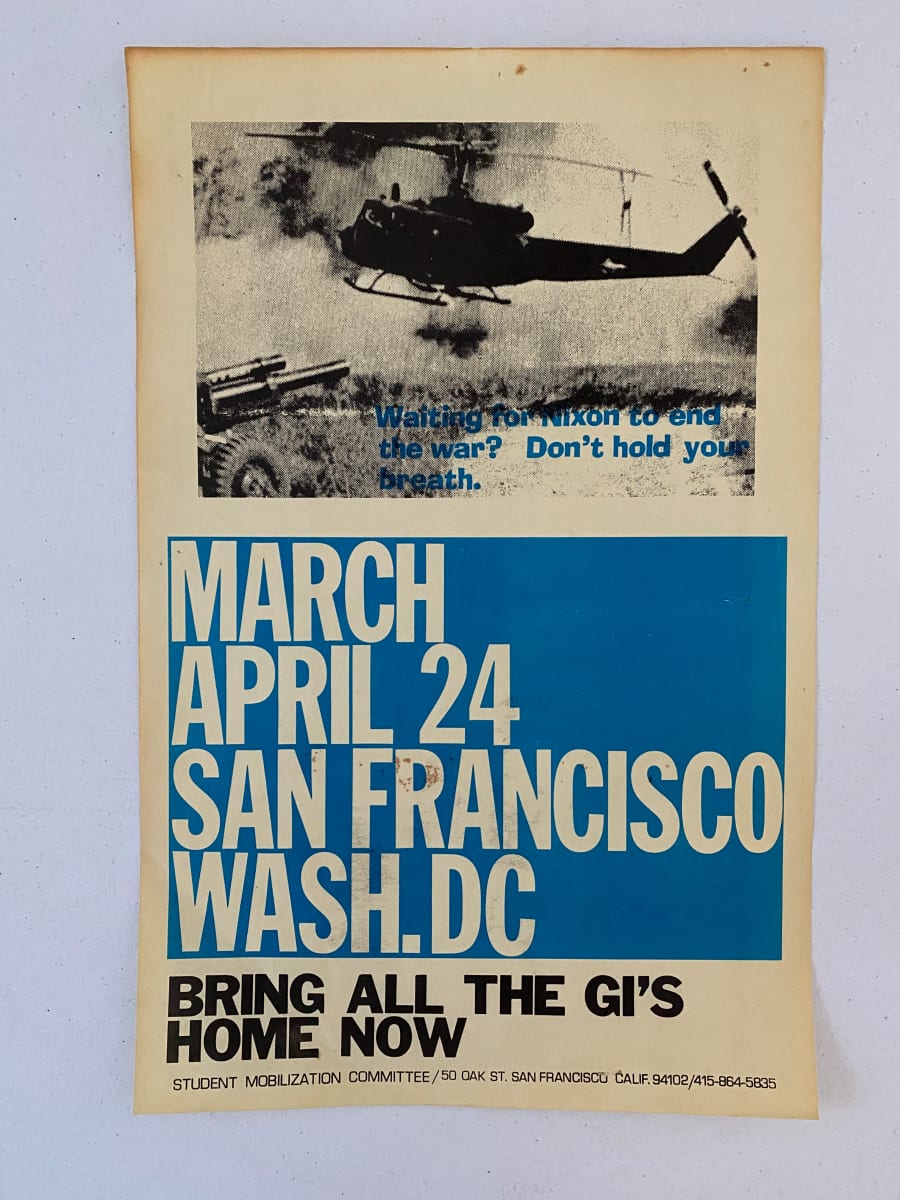 Waiting for Nixon to end
the war? Don't hold your
breath.
MARCH
APRIL 24
SAN FRANCISCO
WASH.DC
BRING ALL THE GI'S
HOME NOW
STUDENT MOBILIZATION COMMITTEE/50 OAK ST. SAN FRANCISCO CALIF. 94102/415-864-5835